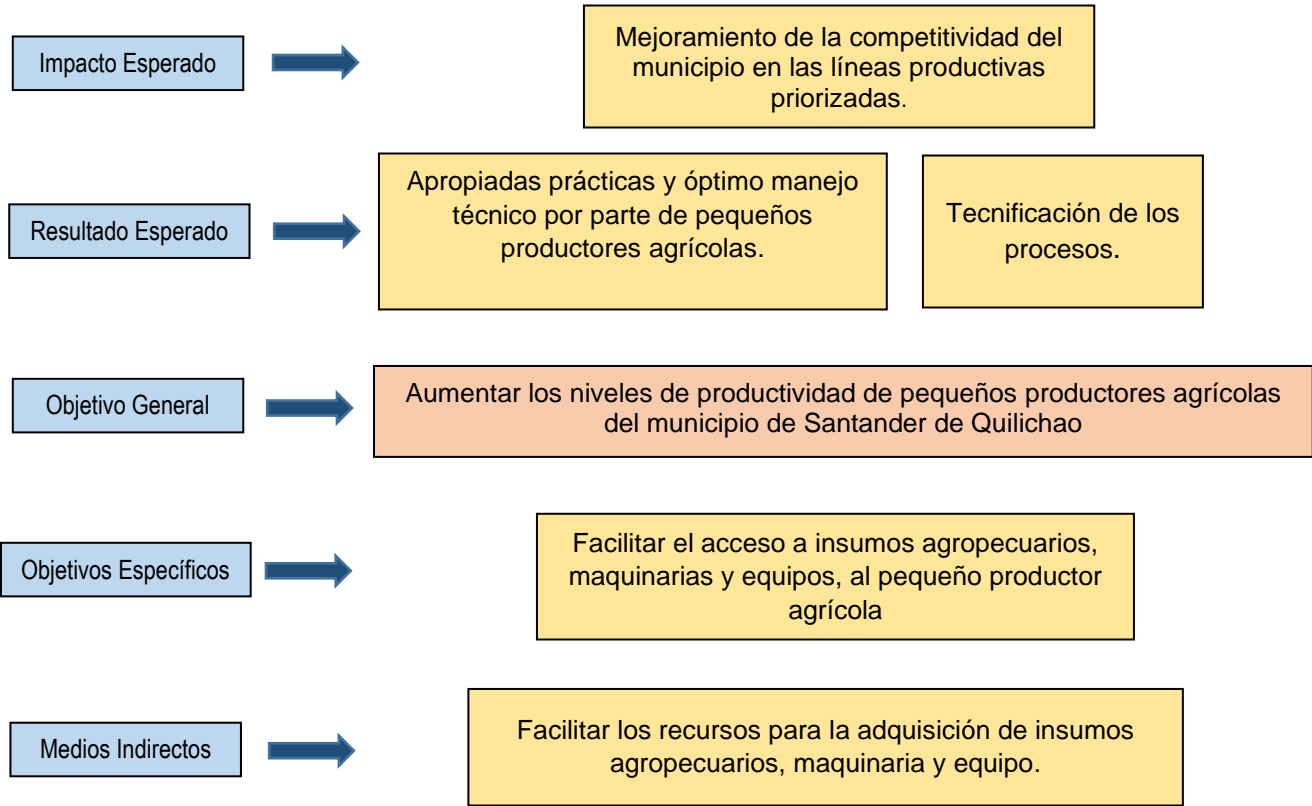 Impacto Esperado
Mejoramiento de la competitividad del
municipio en las líneas productivas
priorizadas.
Resultado Esperado
Apropiadas prácticas y óptimo manejo
técnico por parte de pequeños
productores agrícolas.
Tecnificación de los
procesos.
Objetivo General
Aumentar los niveles de productividad de pequeños productores agrícolas
del municipio de Santander de Quilichao
Objetivos Específicos
Facilitar el acceso a insumos agropecuarios,
maquinarias y equipos, al pequeño productor
agrícola
Medios Indirectos
Facilitar los recursos para la adquisición de insumos
agropecuarios, maquinaria y equipo.